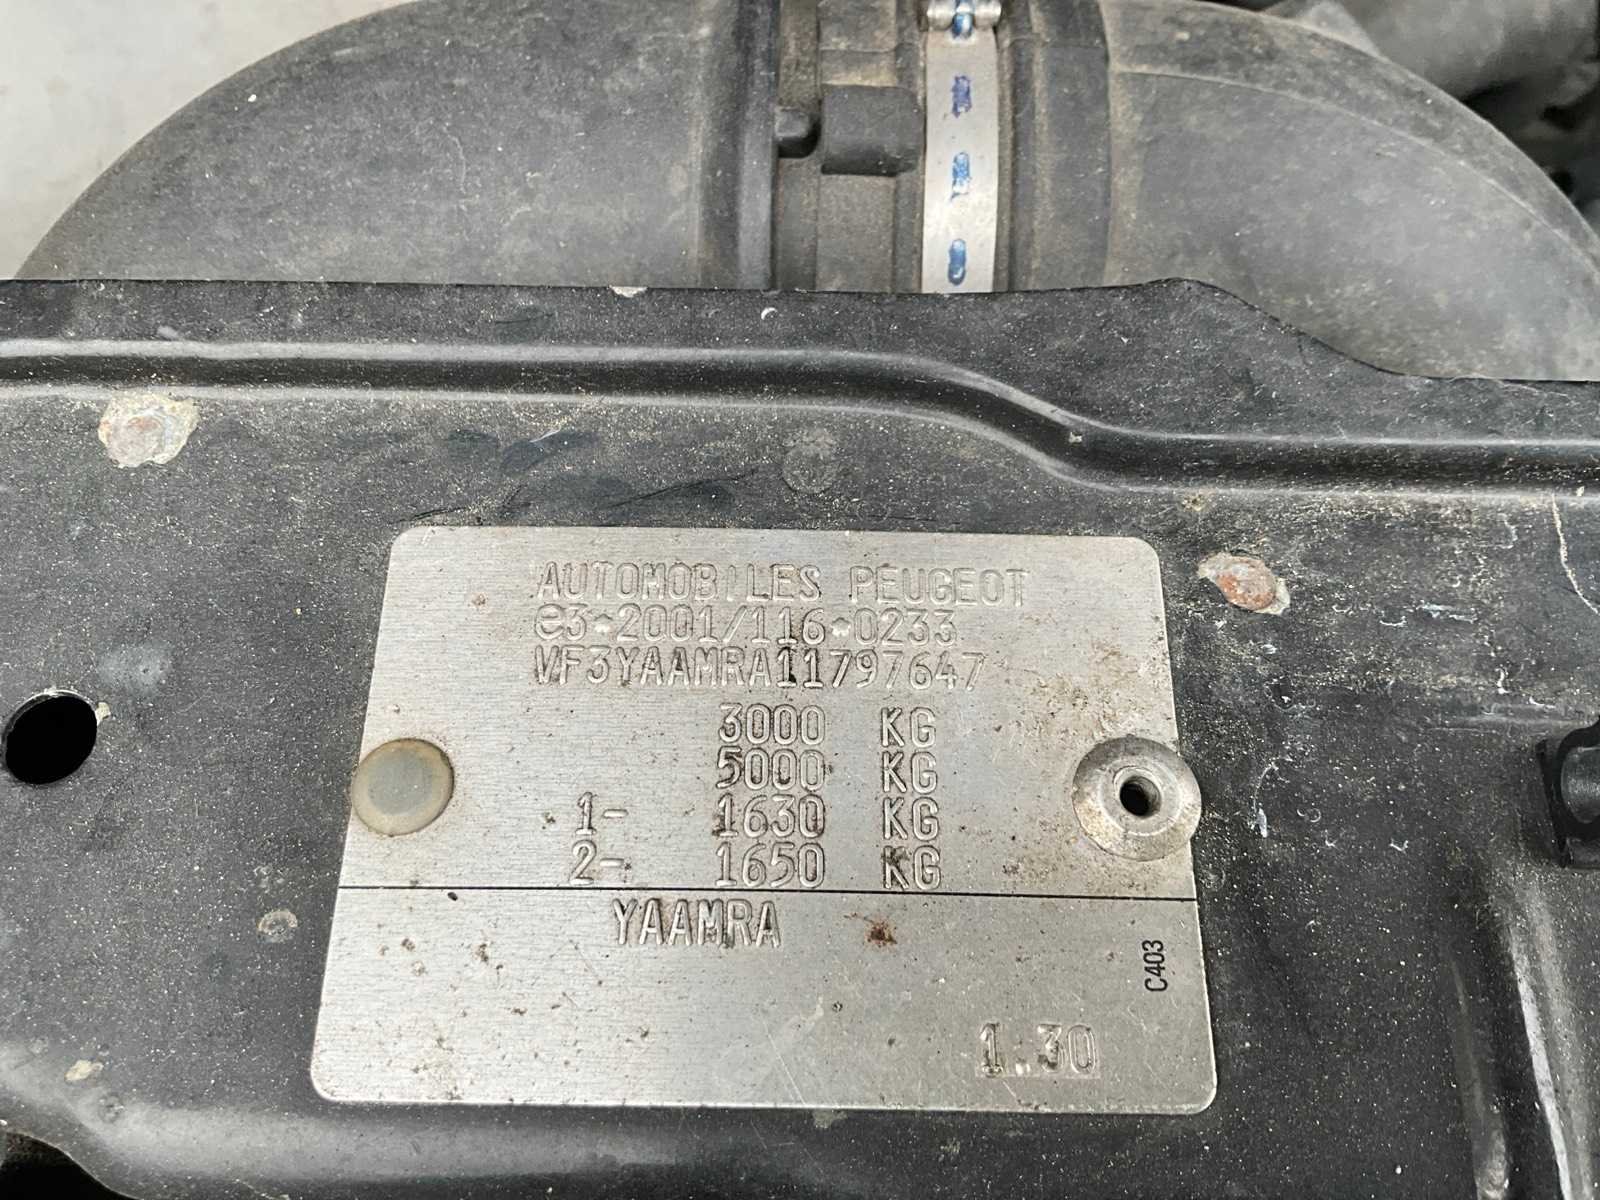 AUTOMOBILES PEUGEOT
e3*2001/116*0233
VF3YAAMRA11797647
3000 KG
5000 KG
1- 1630 KG
2- 1650 KG
YAAMRA
C403
1.30